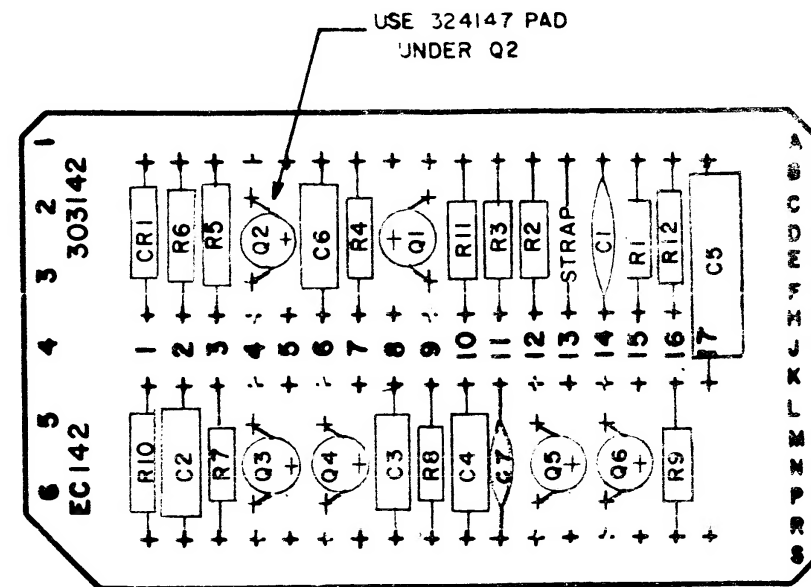 USE 324147 PAD
UNDER Q2
1 2 3 4 5 6
303142
EC142
CR1 R6 R5 Q2 C6 R4 Q1 R11 R3 R2 STRAP C1 R1 R12 C5
1 2 3 4 5 6 7 8 9 10 11 12 13 14 15 16 17
R10 C2 R7 Q3 Q4 C3 R8 C4 C7 Q5 Q6 R9
A B C D E F H J K L M N P R S